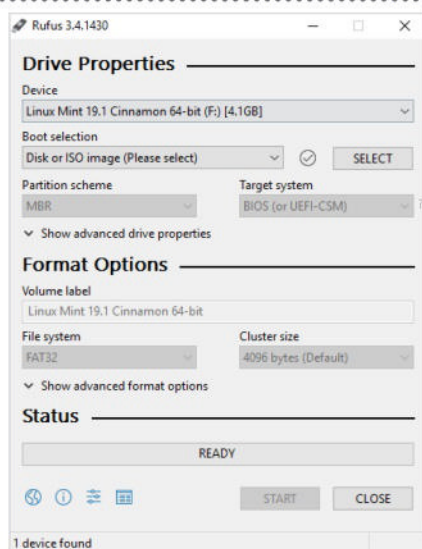 Rufus 3.4.1430
Drive Properties
Device
Linux Mint 19.1 Cinnamon 64-bit (F:) [4.1GB]
Boot selection
Disk or ISO image (Please select) SELECT
Partition scheme Target system
MBR BIOS (or UEFI-CSM) ?
Show advanced drive properties
Format Options
Volume label
Linux Mint 19.1 Cinnamon 64-bit
File system Cluster size
FAT32 4096 bytes (Default)
Show advanced format options
Status
READY
START CLOSE
1 device found